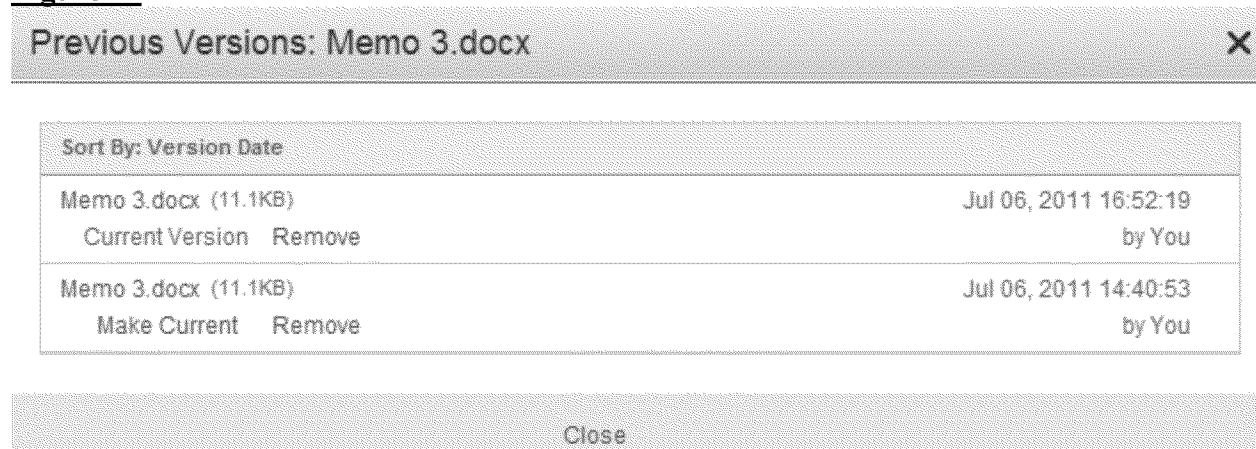 Previous Versions: Memo 3.docx
Sort By: Version Date
Memo 3.docx (11.1KB) Jul 06, 2011 16:52:19
Current Version Remove by You
Memo 3.docx (11.1KB) Jul 06, 2011 14:40:53
Make Current Remove by You
Close